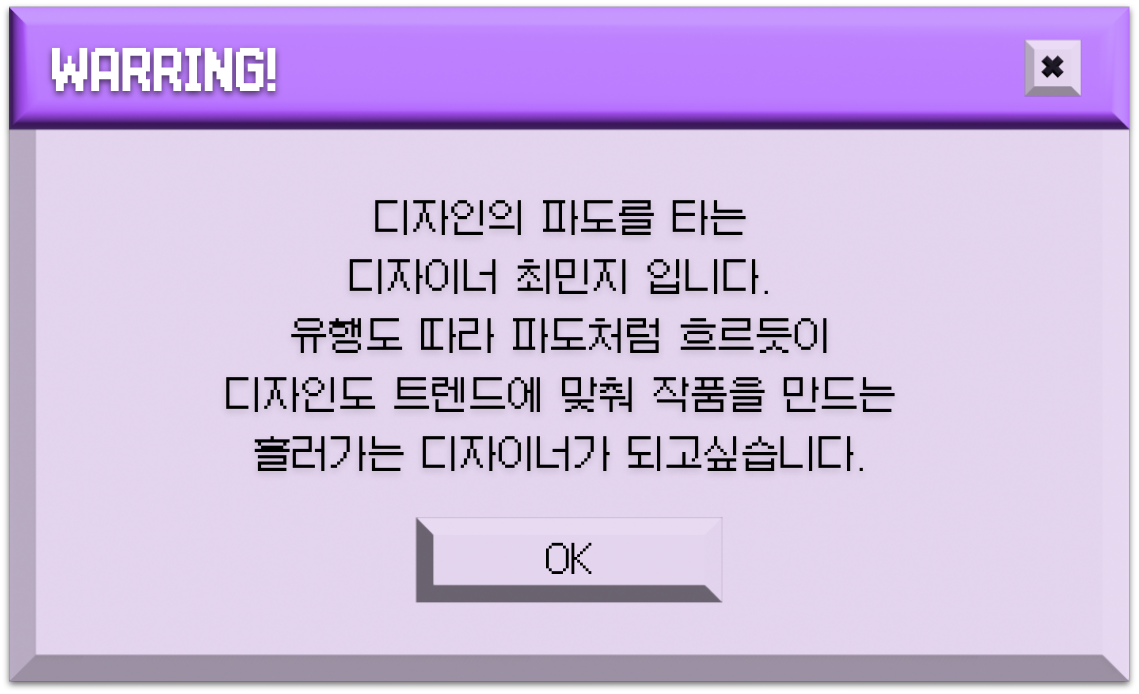 WARRING!
디자인의 파도를 타는
디자이너 최민지 입니다.
유행도 따라 파도처럼 흐르듯이
디자인도 트렌드에 맞춰 작품을 만드는
흘러가는 디자이너가 되고싶습니다.
OK